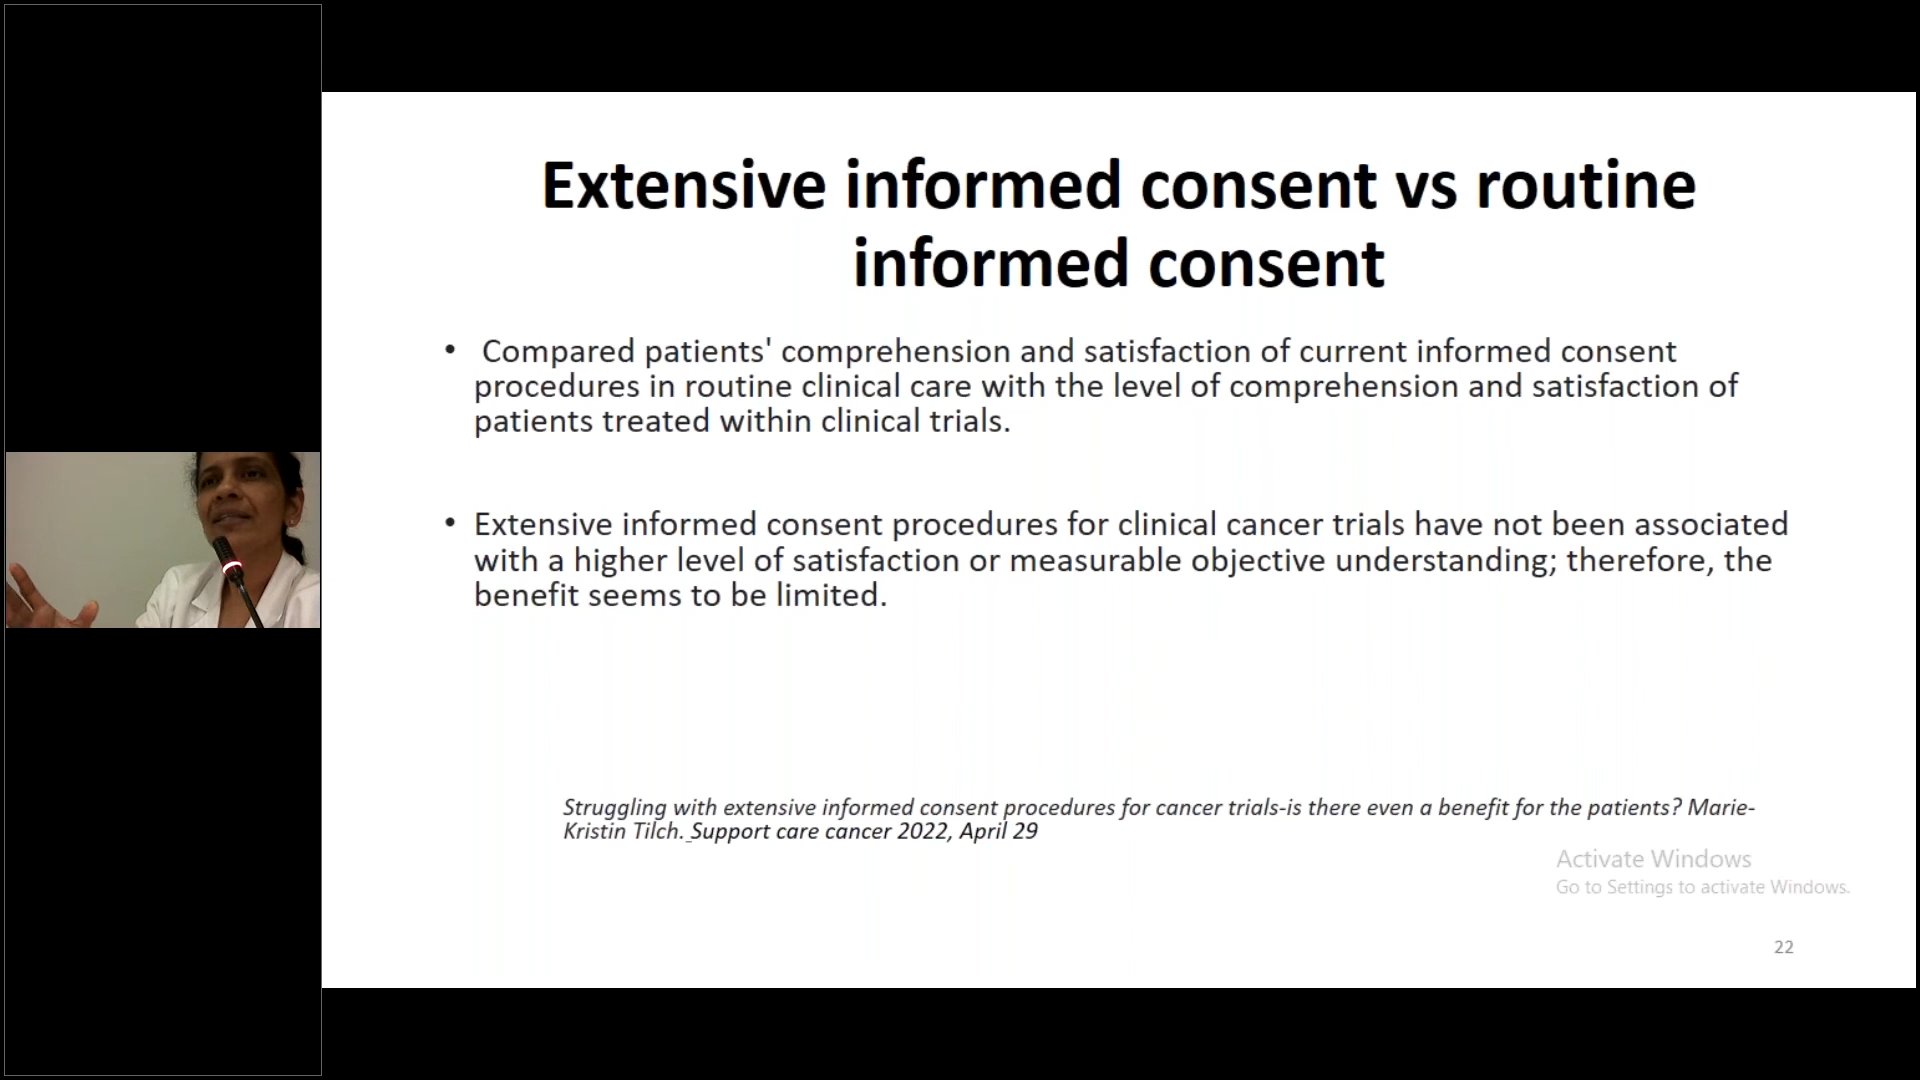 Extensive informed consent vs routine
informed consent
• Compared patients' comprehension and satisfaction of current informed consent
procedures in routine clinical care with the level of comprehension and satisfaction of
patients treated within clinical trials.
• Extensive informed consent procedures for clinical cancer trials have not been associated
with a higher level of satisfaction or measurable objective understanding; therefore, the
benefit seems to be limited.
Struggling with extensive informed consent procedures for cancer trials-is there even a benefit for the patients? Marie-
Kristin Tilch. Support care cancer 2022, April 29
Activate Windows
Go to Settings to activate Windows.
22